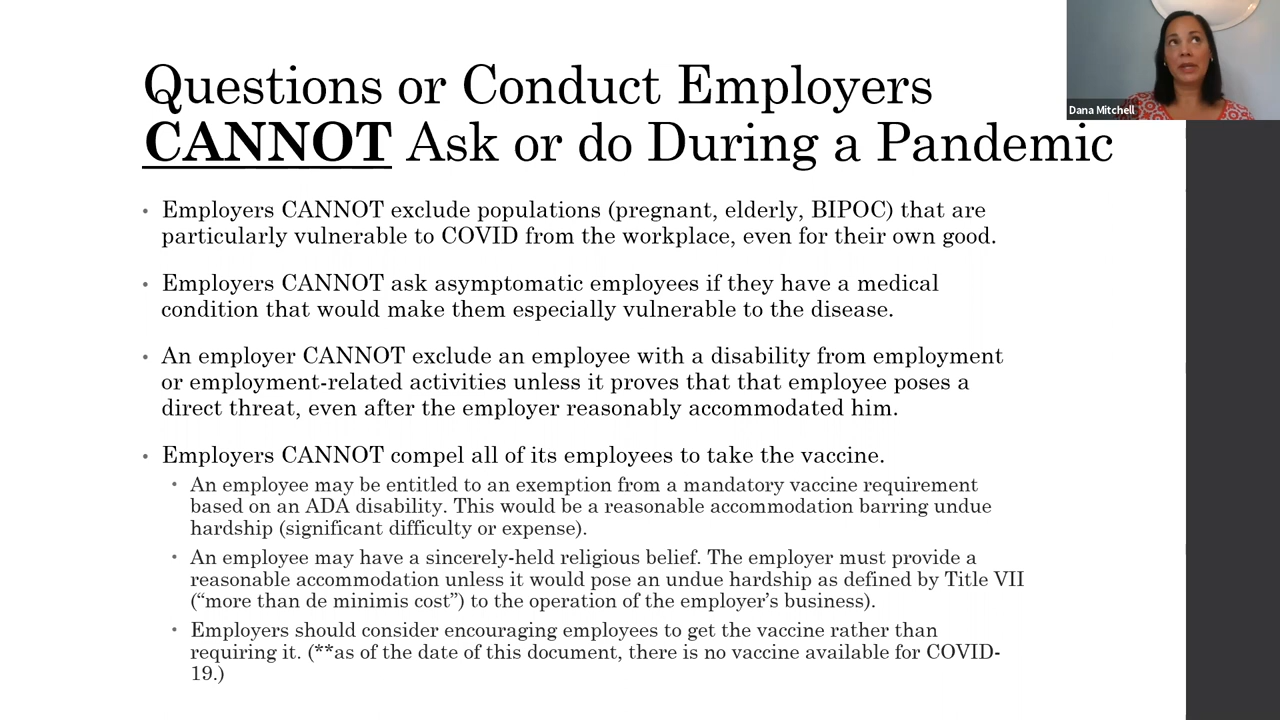 Questions or Conduct Employers
CANNOT Ask or do During a Pandemic
Dana Mitchell
• Employers CANNOT exclude populations (pregnant, elderly, BIPOC) that are
particularly vulnerable to COVID from the workplace, even for their own good.
• Employers CANNOT ask asymptomatic employees if they have a medical
condition that would make them especially vulnerable to the disease.
• An employer CANNOT exclude an employee with a disability from employment
or employment-related activities unless it proves that that employee poses a
direct threat, even after the employer reasonably accommodated him.
• Employers CANNOT compel all of its employees to take the vaccine.
• An employee may be entitled to an exemption from a mandatory vaccine requirement
based on an ADA disability. This would be a reasonable accommodation barring undue
hardship (significant difficulty or expense).
• An employee may have a sincerely-held religious belief. The employer must provide a
reasonable accommodation unless it would pose an undue hardship as defined by Title VII
(“more than de minimis cost”) to the operation of the employer’s business).
• Employers should consider encouraging employees to get the vaccine rather than
requiring it. (**as of the date of this document, there is no vaccine available for COVID-
19.)